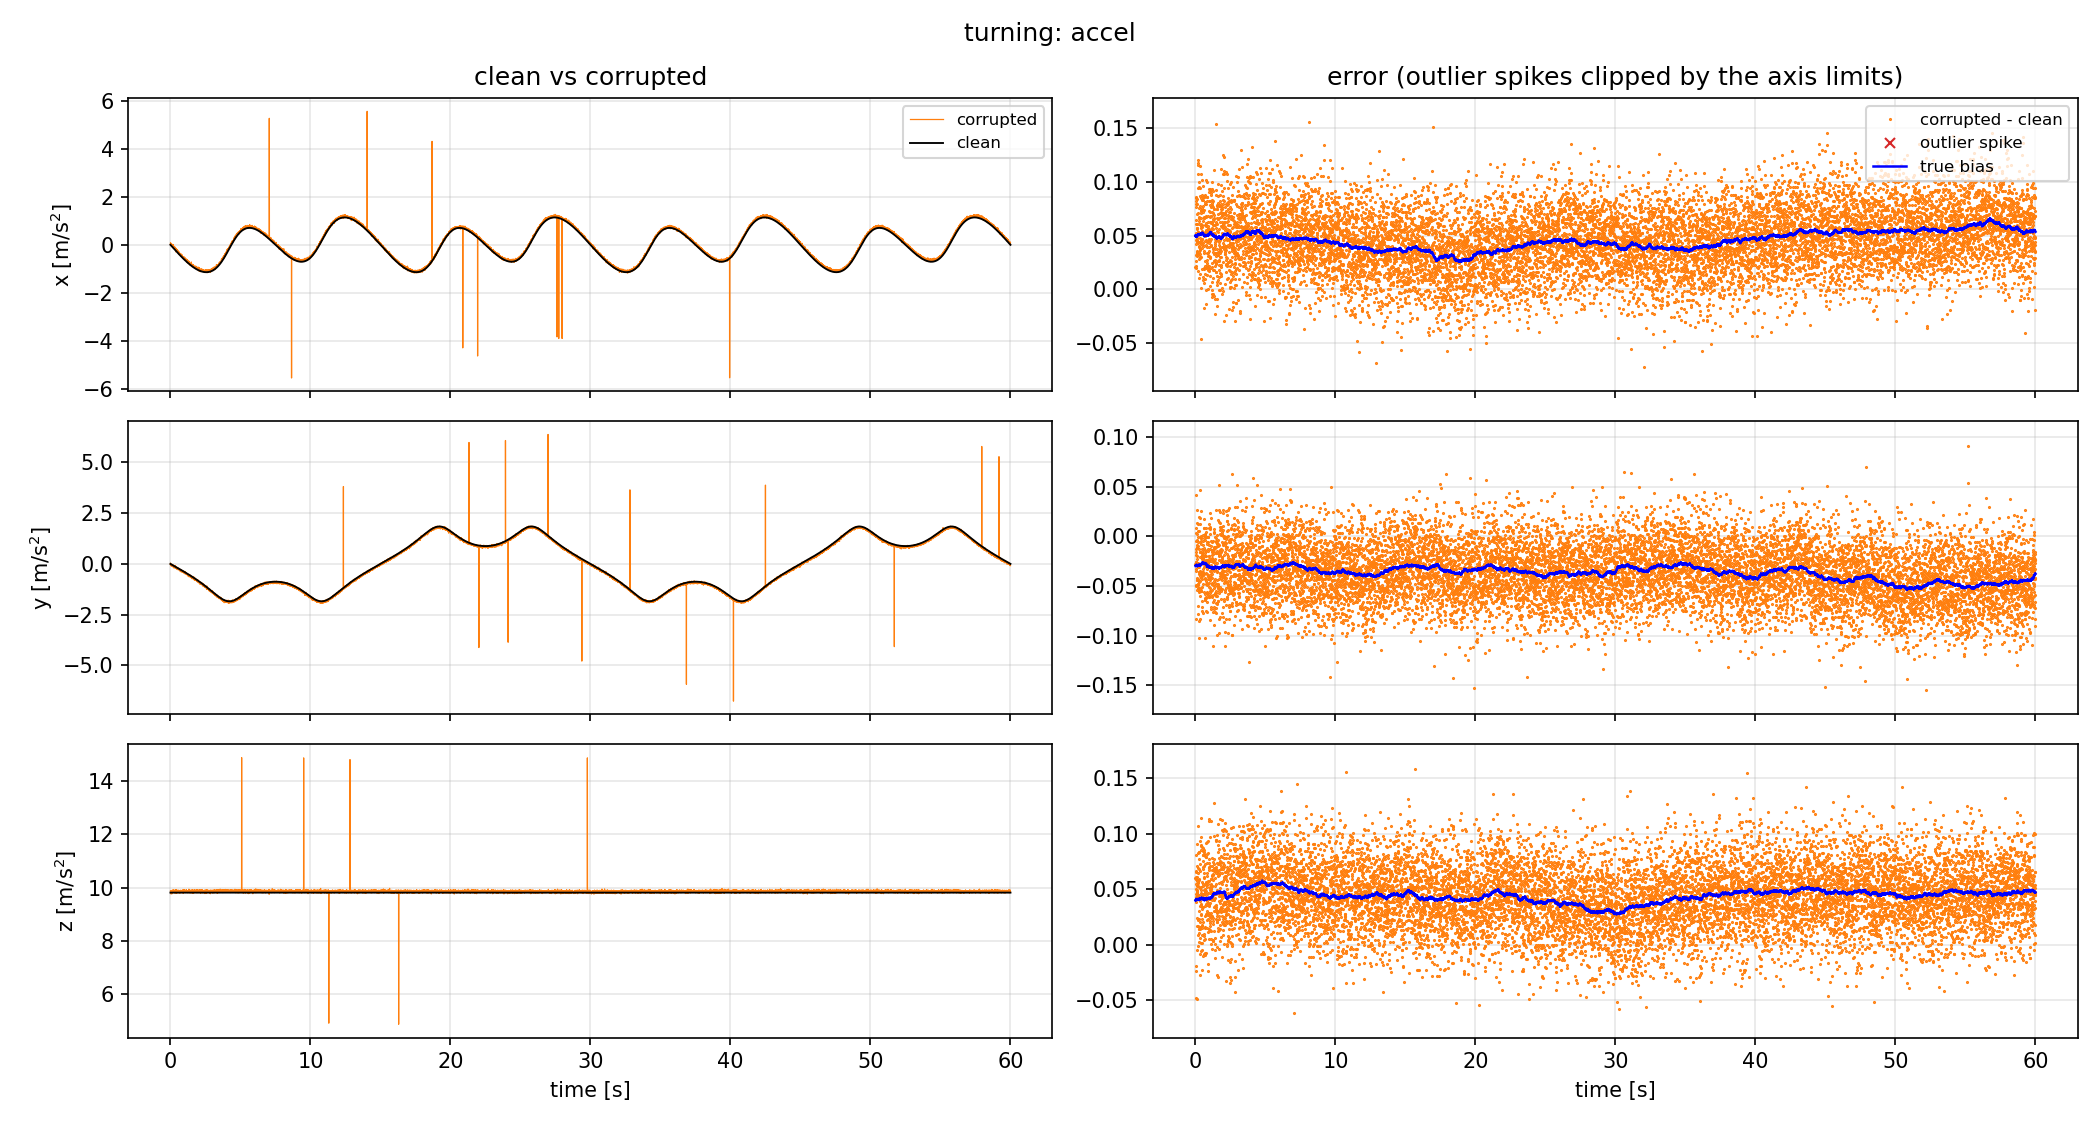 turning: accel
clean vs corrupted
error (outlier spikes clipped by the axis limits)
6
4
2
0
−2
−4
−6
x [m/s²]
corrupted
clean
0.15
0.10
0.05
0.00
−0.05
corrupted - clean
outlier spike
true bias
5.0
2.5
0.0
−2.5
−5.0
y [m/s²]
0.10
0.05
0.00
−0.05
−0.10
−0.15
14
12
10
8
6
z [m/s²]
0 10 20 30 40 50 60
time [s]
0.15
0.10
0.05
0.00
−0.05
0 10 20 30 40 50 60
time [s]